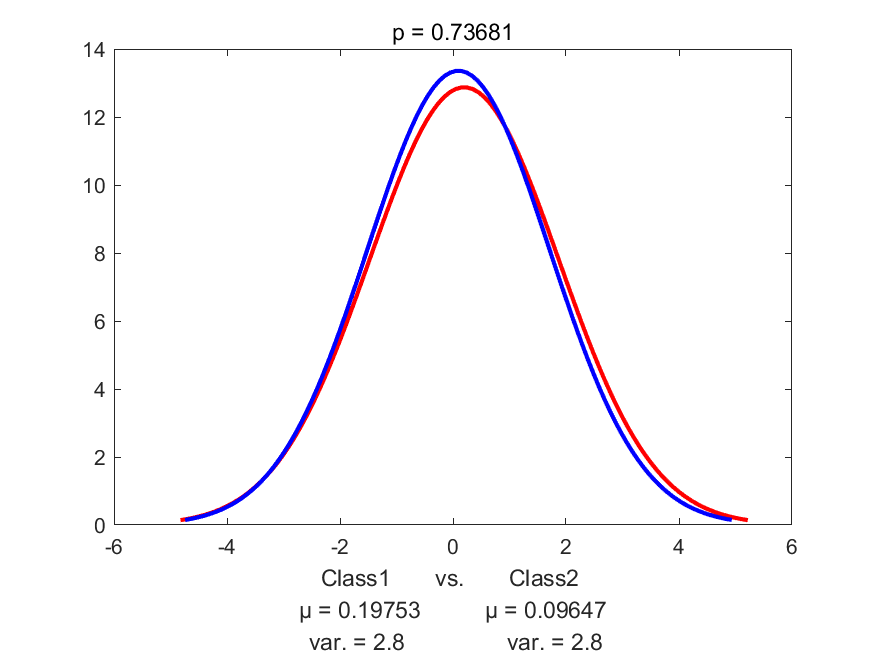 p = 0.73681
14
12
10
8
6
4
2
0
-6 -4 -2 0 2 4 6
Class1 vs. Class2
μ = 0.19753 μ = 0.09647
var. = 2.8 var. = 2.8